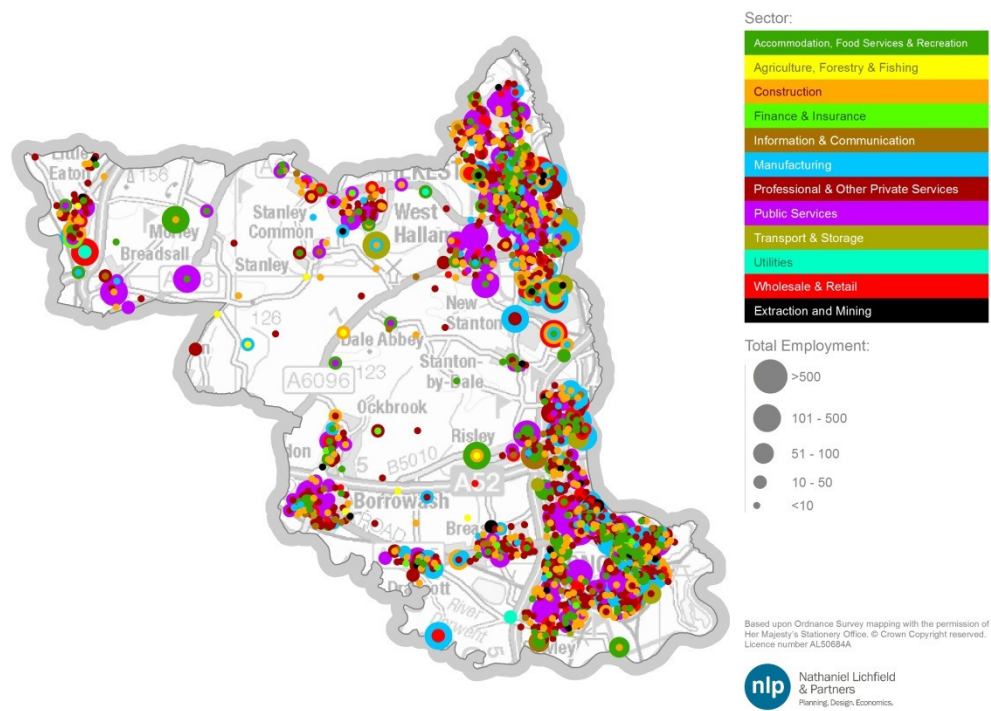 Sector:
Accommodation, Food Services & Recreation
Agriculture, Forestry & Fishing
Construction
Finance & Insurance
Information & Communication
Manufacturing
Professional & Other Private Services
Public Services
Transport & Storage
Utilities
Wholesale & Retail
Extraction and Mining
Total Employment:
>500
101 - 500
51 - 100
10 - 50
<10
Little
Eaton
156
Morley
Breadsall
Stanley
Common
Stanley
West
Hallam
126
New
Stanton
Dale Abbey
123
Stanton-
by-Dale
A6096
Ockbrook
Risley
B5010
A52
Borrowash
River
Based upon Ordnance Survey mapping with the permission of
Her Majesty's Stationery Office. © Crown Copyright reserved.
Licence number AL50684A
nlp
Nathaniel Lichfield
& Partners
Planning. Design. Economics.